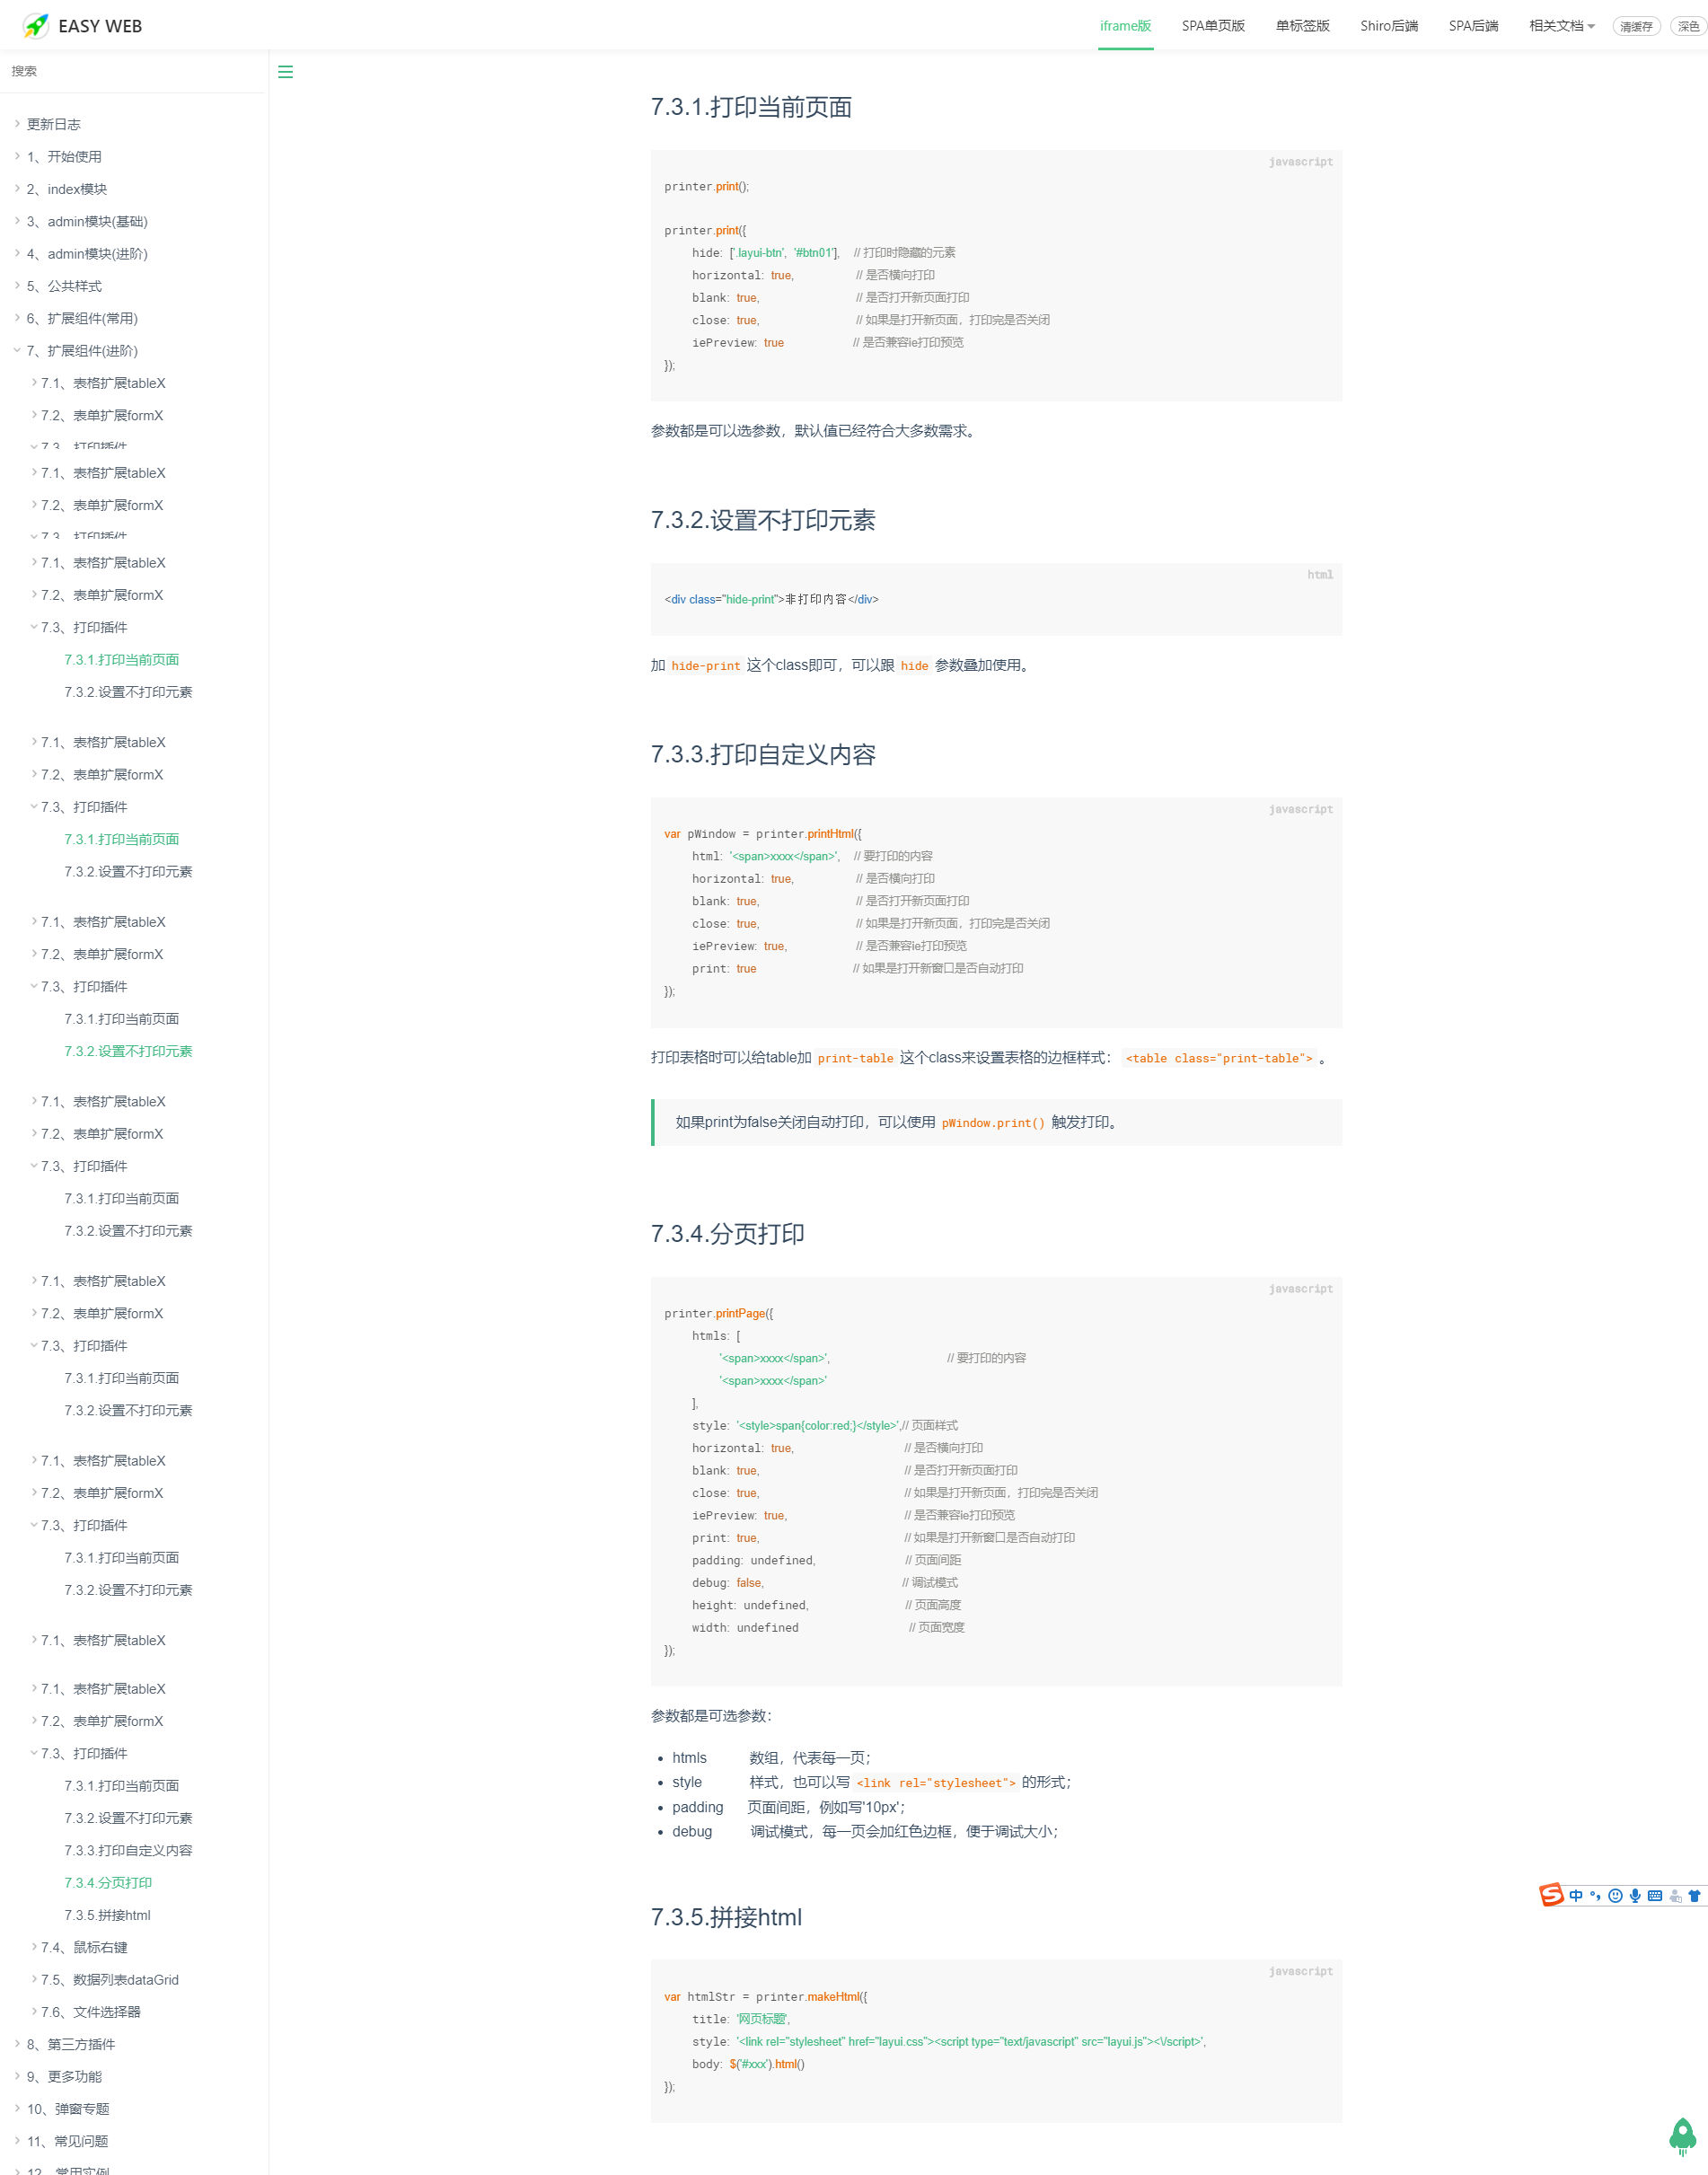 EASY WEB
iframe版 SPA单页版 单标签版 Shiro后端 SPA后端 相关文档 清缓存 深色
搜索
更新日志
1、开始使用
2、index模块
3、admin模块(基础)
4、admin模块(进阶)
5、公共样式
6、扩展组件(常用)
7、扩展组件(进阶)
7.1、表格扩展tableX
7.2、表单扩展formX
7.3、打印插件
7.1、表格扩展tableX
7.2、表单扩展formX
7.3、打印插件
7.1、表格扩展tableX
7.2、表单扩展formX
7.3、打印插件
7.3.1.打印当前页面
7.3.2.设置不打印元素
7.1、表格扩展tableX
7.2、表单扩展formX
7.3、打印插件
7.3.1.打印当前页面
7.3.2.设置不打印元素
7.1、表格扩展tableX
7.2、表单扩展formX
7.3、打印插件
7.3.1.打印当前页面
7.3.2.设置不打印元素
7.1、表格扩展tableX
7.2、表单扩展formX
7.3、打印插件
7.3.1.打印当前页面
7.3.2.设置不打印元素
7.1、表格扩展tableX
7.2、表单扩展formX
7.3、打印插件
7.3.1.打印当前页面
7.3.2.设置不打印元素
7.1、表格扩展tableX
7.2、表单扩展formX
7.3、打印插件
7.3.1.打印当前页面
7.3.2.设置不打印元素
7.1、表格扩展tableX
7.1、表格扩展tableX
7.2、表单扩展formX
7.3、打印插件
7.3.1.打印当前页面
7.3.2.设置不打印元素
7.3.3.打印自定义内容
7.3.4.分页打印
7.3.5.拼接html
7.4、鼠标右键
7.5、数据列表dataGrid
7.6、文件选择器
8、第三方插件
9、更多功能
10、弹窗专题
11、常见问题
12、常用实例
7.3.1.打印当前页面
javascript
printer.print();
printer.print({
    hide: ['.layui-btn', '#btn01'],  // 打印时隐藏的元素
    horizontal: true,         // 是否横向打印
    blank: true,              // 是否打开新页面打印
    close: true,              // 如果是打开新页面，打印完是否关闭
    iePreview: true          // 是否兼容ie打印预览
});
参数都是可以选参数，默认值已经符合大多数需求。
7.3.2.设置不打印元素
html
<div class="hide-print">非打印内容</div>
加 hide-print 这个class即可，可以跟 hide 参数叠加使用。
7.3.3.打印自定义内容
javascript
var pWindow = printer.printHtml({
    html: '<span>xxxx</span>',  // 要打印的内容
    horizontal: true,         // 是否横向打印
    blank: true,              // 是否打开新页面打印
    close: true,              // 如果是打开新页面，打印完是否关闭
    iePreview: true,          // 是否兼容ie打印预览
    print: true              // 如果是打开新窗口是否自动打印
});
打印表格时可以给table加 print-table 这个class来设置表格的边框样式： <table class="print-table"> 。
如果print为false关闭自动打印，可以使用 pWindow.print() 触发打印。
7.3.4.分页打印
javascript
printer.printPage({
    htmls: [
        '<span>xxxx</span>',                 // 要打印的内容
        '<span>xxxx</span>'
    ],
    style: '<style>span{color:red;}</style>',// 页面样式
    horizontal: true,                // 是否横向打印
    blank: true,                     // 是否打开新页面打印
    close: true,                     // 如果是打开新页面，打印完是否关闭
    iePreview: true,                 // 是否兼容ie打印预览
    print: true,                     // 如果是打开新窗口是否自动打印
    padding: undefined,             // 页面间距
    debug: false,                    // 调试模式
    height: undefined,              // 页面高度
    width: undefined                // 页面宽度
});
参数都是可选参数：
• htmls 数组，代表每一页；
• style 样式，也可以写 <link rel="stylesheet"> 的形式；
• padding 页面间距，例如写'10px'；
• debug 调试模式，每一页会加红色边框，便于调试大小；
中
7.3.5.拼接html
javascript
var htmlStr = printer.makeHtml({
    title: '网页标题',
    style: '<link rel="stylesheet" href="layui.css"><script type="text/javascript" src="layui.js"><\/script>',
    body: $('#xxx').html()
});